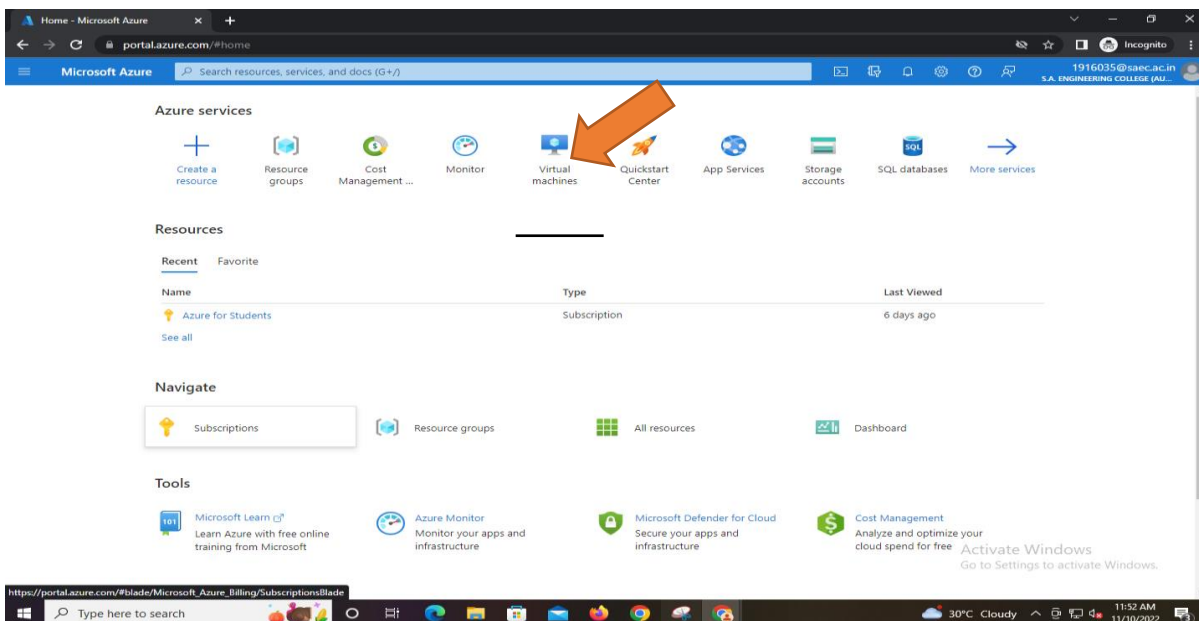 Home - Microsoft Azure
portal.azure.com/#home
Incognito
Microsoft Azure
Search resources, services, and docs (G+/)
1916035@saec.ac.in
S.A. ENGINEERING COLLEGE (AU...
Azure services
Create a
resource
Resource
groups
Cost
Management ...
Monitor
Virtual
machines
Quickstart
Center
App Services
Storage
accounts
SQL
SQL databases
More services
Resources
Recent Favorite
Name Type Last Viewed
Azure for Students Subscription 6 days ago
See all
Navigate
Subscriptions
Resource groups
All resources
Dashboard
Tools
101
Microsoft Learn
Learn Azure with free online
training from Microsoft
Azure Monitor
Monitor your apps and
infrastructure
Microsoft Defender for Cloud
Secure your apps and
infrastructure
Cost Management
Analyze and optimize your
cloud spend for free
Activate Windows
Go to Settings to activate Windows.
https://portal.azure.com/#blade/Microsoft_Azure_Billing/SubscriptionsBlade
Type here to search
30°C Cloudy
11:52 AM
11/10/2022